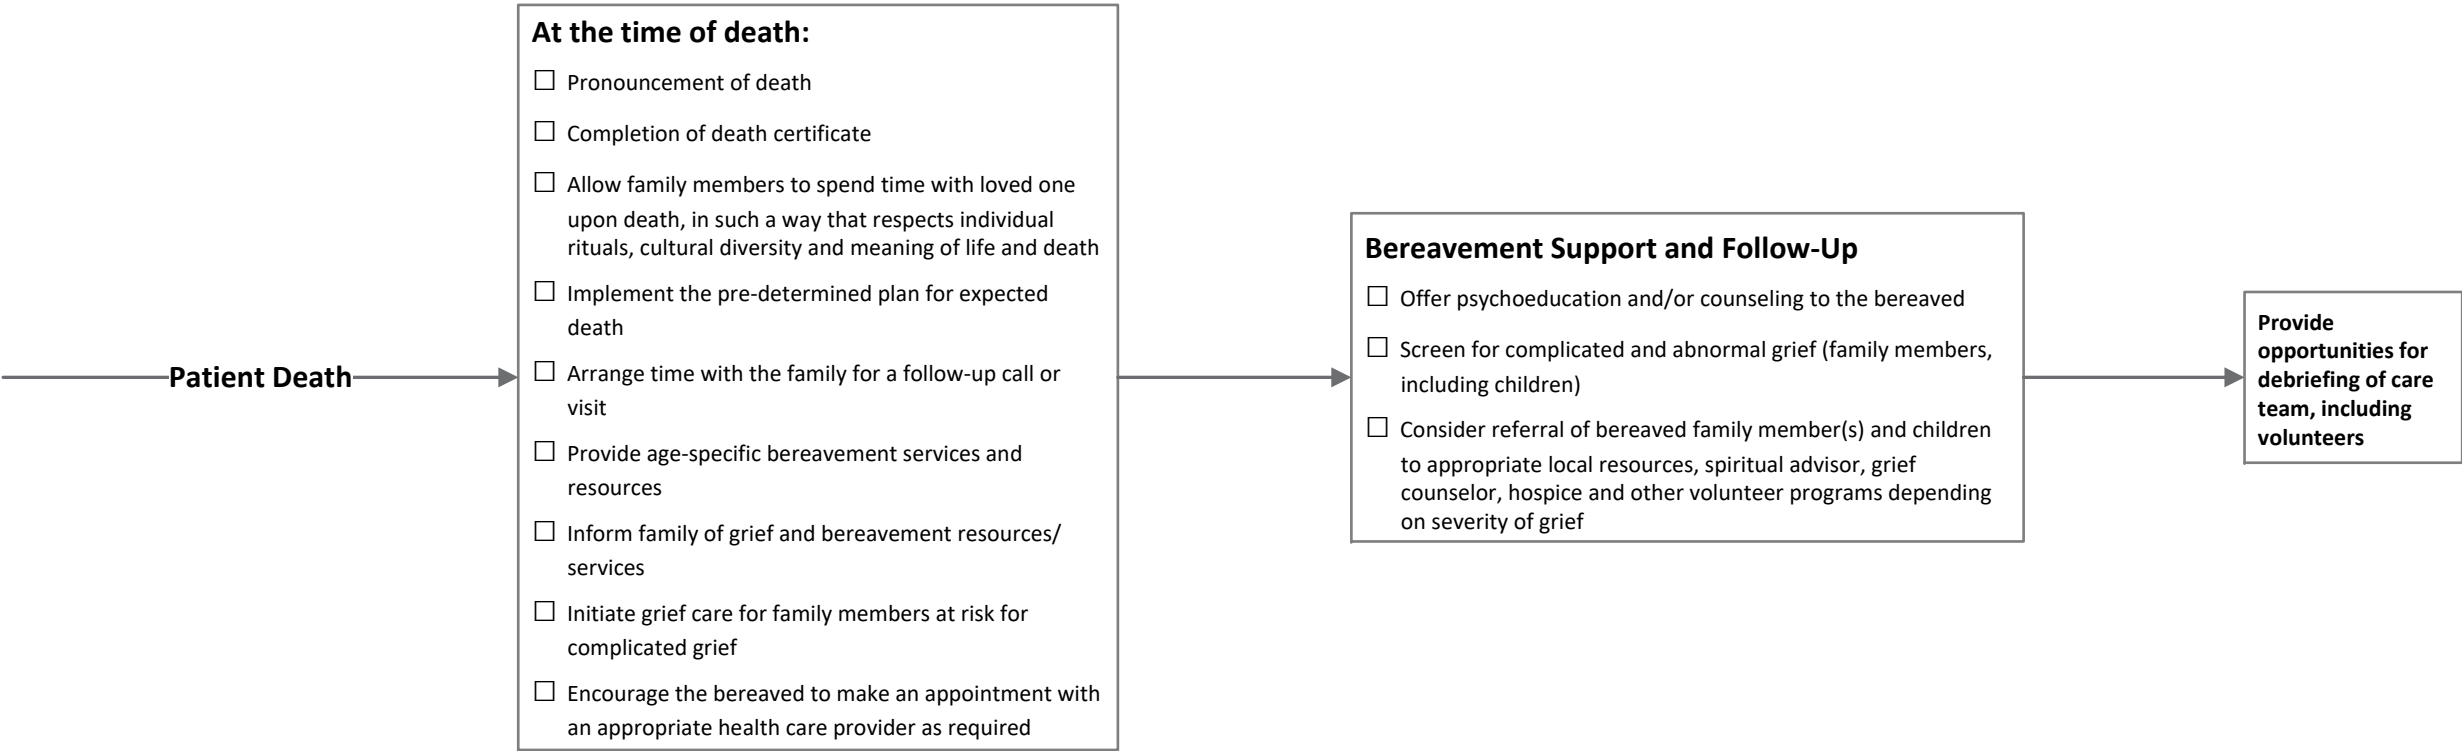 Patient Death
At the time of death:
☐ Pronouncement of death
☐ Completion of death certificate
☐ Allow family members to spend time with loved one
upon death, in such a way that respects individual
rituals, cultural diversity and meaning of life and death
☐ Implement the pre-determined plan for expected
death
☐ Arrange time with the family for a follow-up call or
visit
☐ Provide age-specific bereavement services and
resources
☐ Inform family of grief and bereavement resources/
services
☐ Initiate grief care for family members at risk for
complicated grief
☐ Encourage the bereaved to make an appointment with
an appropriate health care provider as required
Bereavement Support and Follow-Up
☐ Offer psychoeducation and/or counseling to the bereaved
☐ Screen for complicated and abnormal grief (family members,
including children)
☐ Consider referral of bereaved family member(s) and children
to appropriate local resources, spiritual advisor, grief
counselor, hospice and other volunteer programs depending
on severity of grief
Provide
opportunities for
debriefing of care
team, including
volunteers